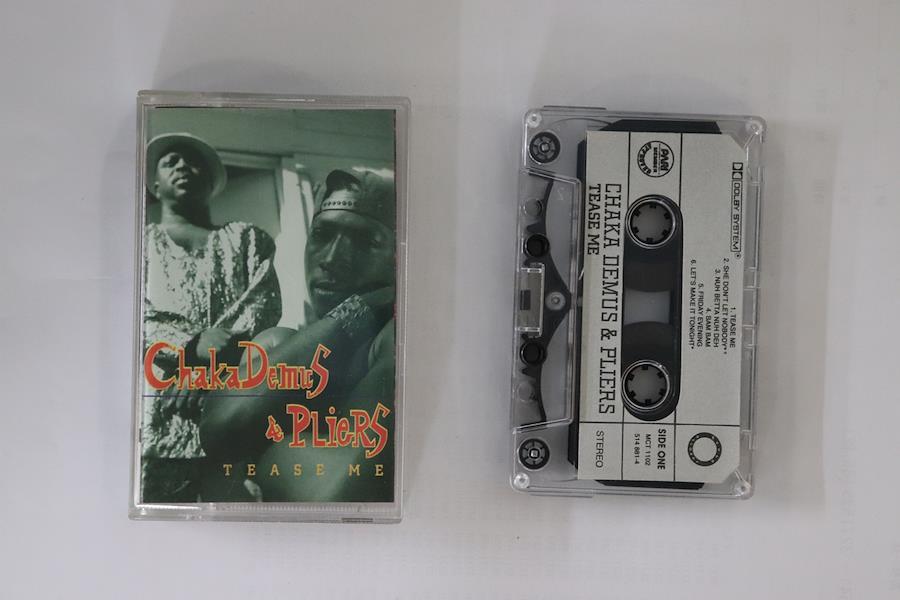 Chaka Demus
& Pliers
TEASE ME
CHAKA DEMUS & PLIERS
TEASE ME
DOLBY SYSTEM
1. TEASE ME
2. SHE DON'T LET NOBODY*
3. NUH BETTA NUH DEH
4. BAM BAM
5. FRIDAY EVENING
6. LET'S MAKE IT TONIGHT*
SIDE ONE
MCT 1102
514 881-4
STEREO